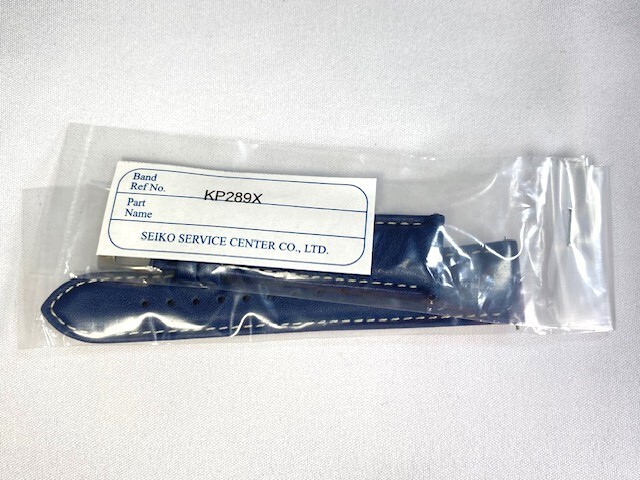 Band
Ref No.
KP289X
Part
Name
SEIKO SERVICE CENTER CO., LTD.